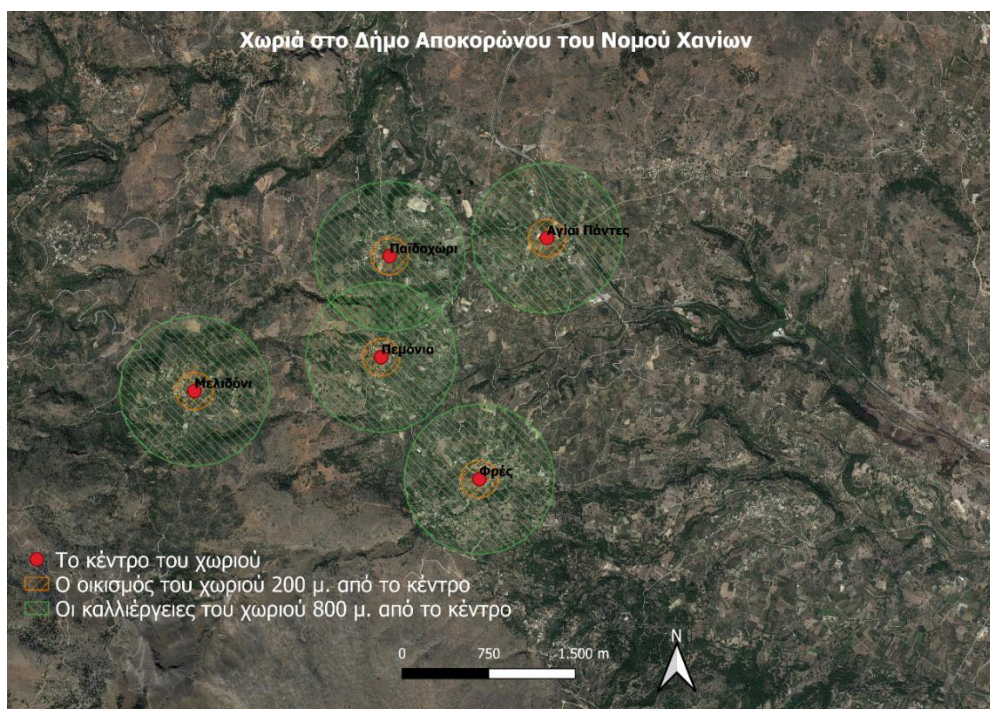 Χωριά στο Δήμο Αποκορώνου του Νομού Χανίων
Αγιαϊ Πάντες
Παϊδοχώρι
Πεμόνια
Μελιδόνι
Φρές
Το κέντρο του χωριού
Ο οικισμός του χωριού 200 μ. από το κέντρο
Οι καλλιέργειες του χωριού 800 μ. από το κέντρο
0 750 1.500 m
N